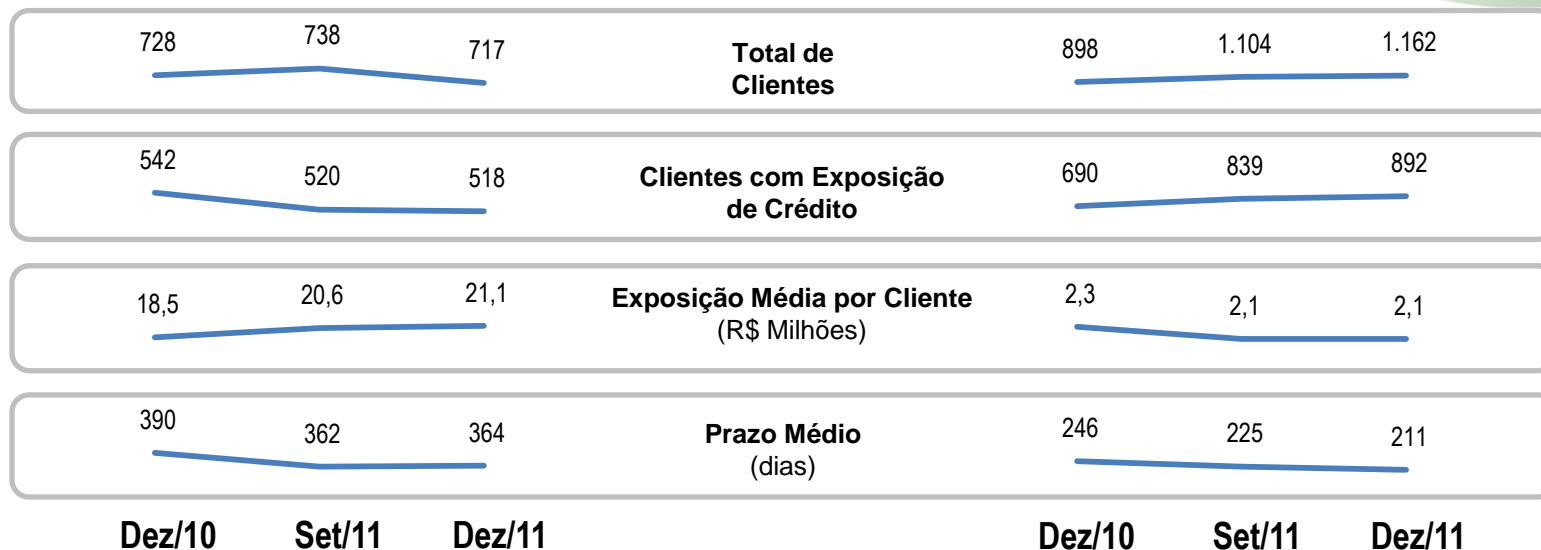 728 738 717 Total de Clientes 898 1.104 1.162
542 520 518 Clientes com Exposição de Crédito 690 839 892
18,5 20,6 21,1 Exposição Média por Cliente (R$ Milhões) 2,3 2,1 2,1
390 362 364 Prazo Médio (dias) 246 225 211
Dez/10 Set/11 Dez/11 Dez/10 Set/11 Dez/11